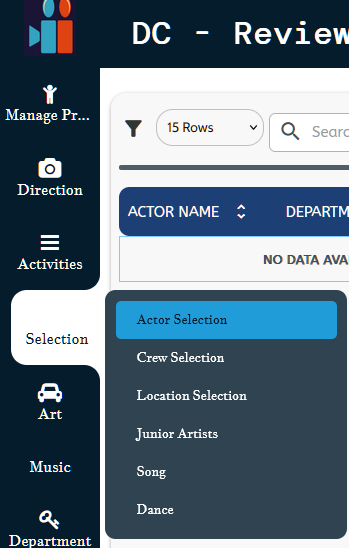 DC - Review
Manage Pr...
15 Rows
Searc
Direction
ACTOR NAME
DEPARTM
Activities
NO DATA AVA
Selection
Actor Selection
Crew Selection
Location Selection
Junior Artists
Song
Dance
Art
Music
Department